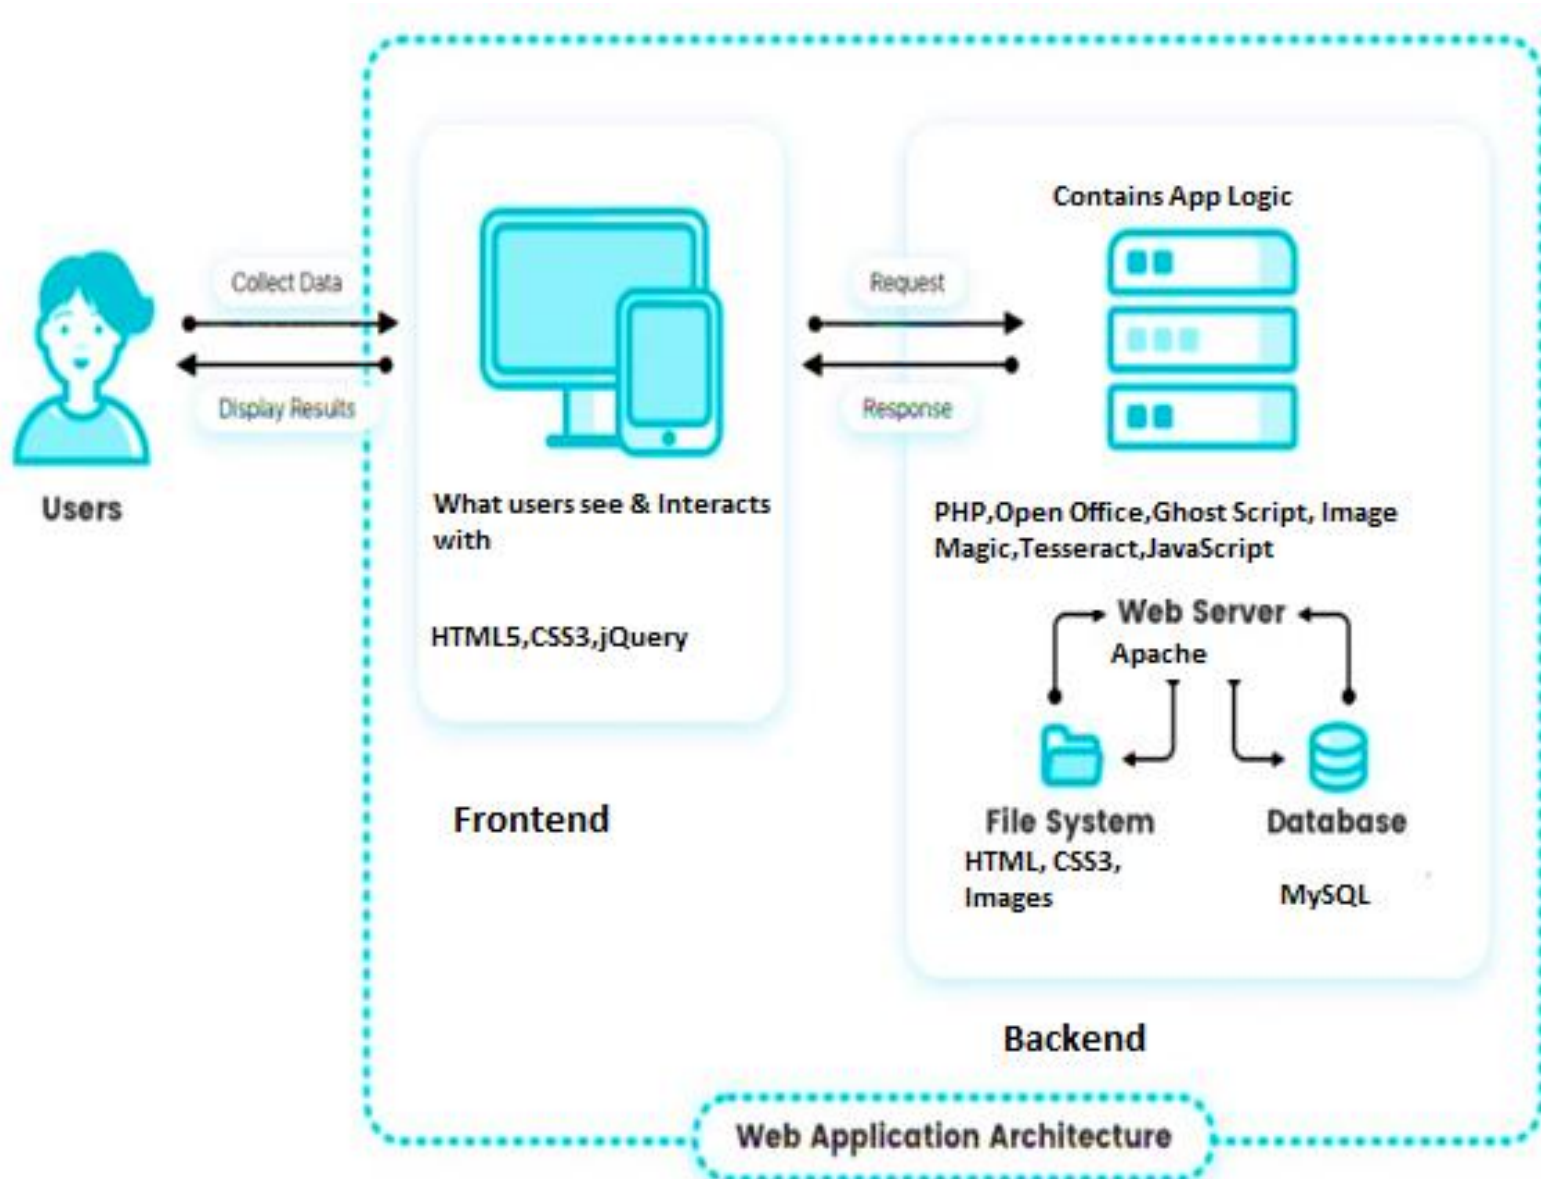 Collect Data
Display Results
Users
What users see & Interacts
with
HTML5,CSS3,jQuery
Frontend
Request
Response
Contains App Logic
PHP,Open Office,Ghost Script, Image
Magic,Tesseract,JavaScript
Web Server
Apache
File System
HTML, CSS3,
Images
Database
MySQL
Backend
Web Application Architecture